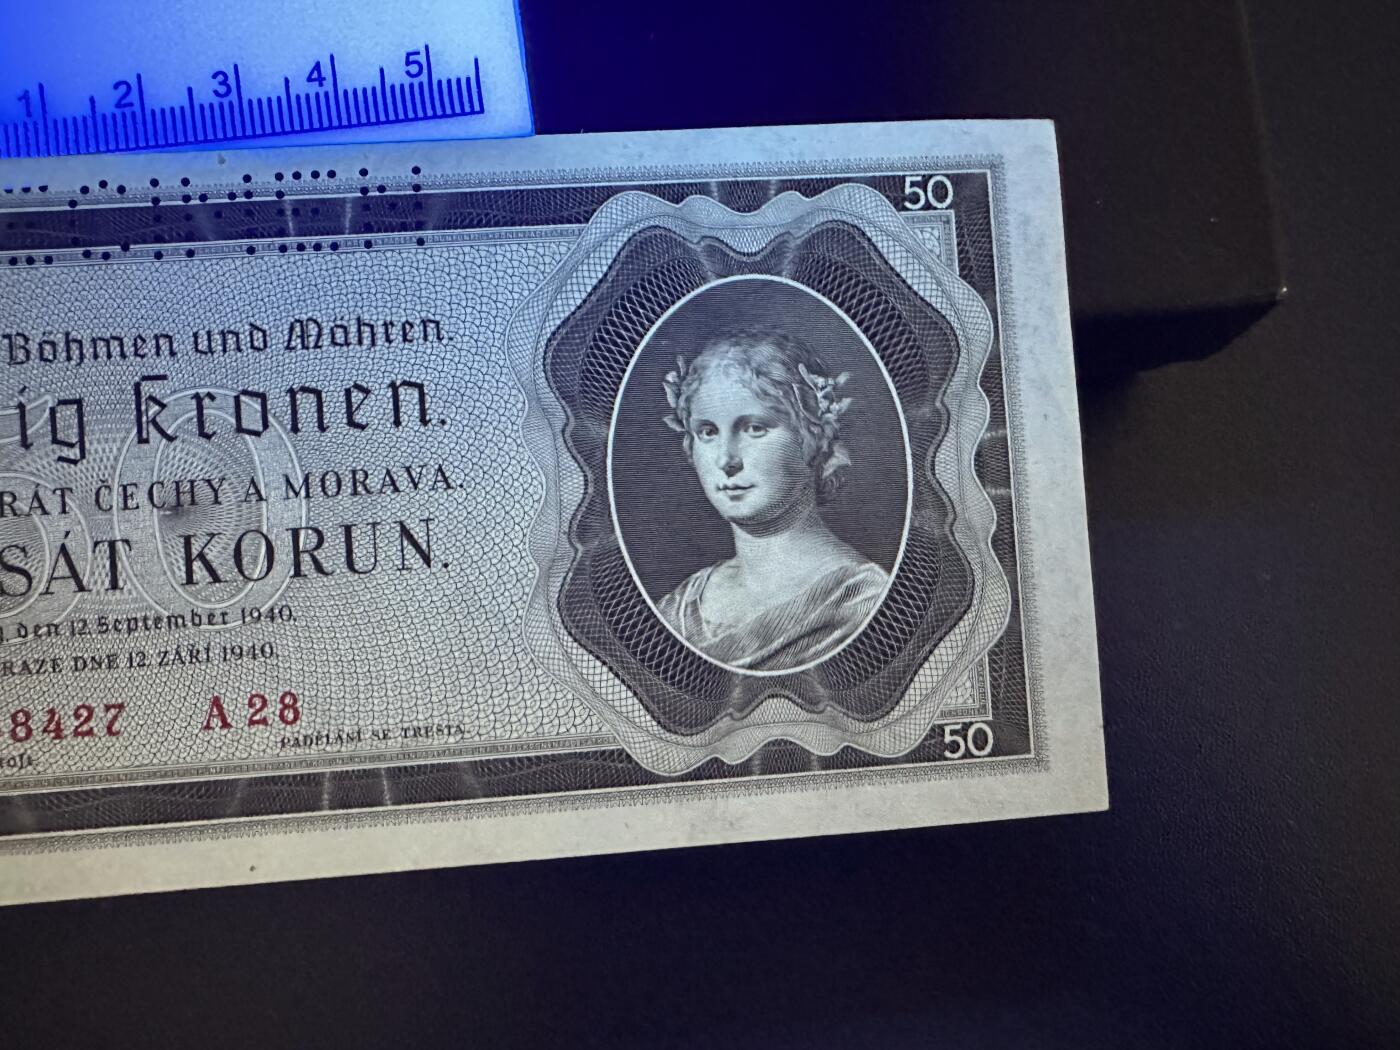 1 2 3 4 5
50
Böhmen und Mähren.
ig kronen.
RÁT ČECHY A MORAVA.
SÁT KORUN.
den 12. September 1940.
RAZE DNE 12. ZÁŘÍ 1940.
8427 A 28
PADĚLÁNÍ SE TRESTÁ.
50